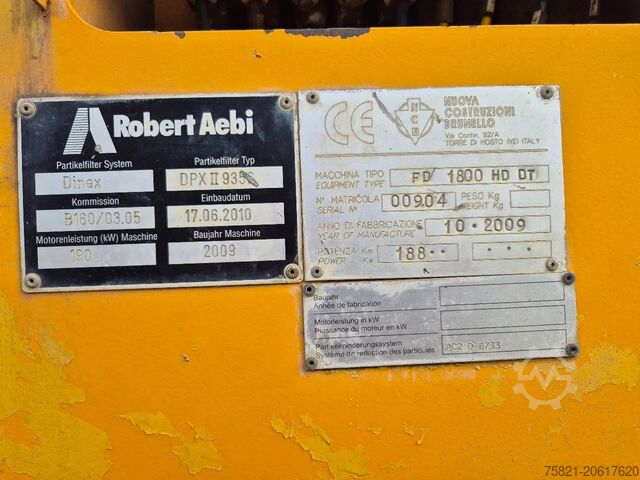 Robert Aebi
Partikelfilter System Partikelfilter Typ
Dinex DPX II 9356
Kommission Einbaudatum
B160/03.05 17.06.2010
Motorenleistung (kW) Maschine Baujahr Maschine
190 2009
CE NCB
NUOVA
COSTRUZIONI
BRUNELLO
Via Confin, 92/A
TORRE DI MOSTO (VE) ITALY
MACCHINA TIPO FD 1800 HD DT
EQUIPMENT TYPE
N° MATRICOLA 00904 PESO Kg
SERIAL N° WEIGHT Kg
ANNO DI FABBRICAZIONE 10·2009
YEAR OF MANUFACTURE
POTENZA Kw 188
POWER Kw
Baujahr
Année de fabrication
Motorleistung in kW
Puissance du moteur en kW
Partikelminderungssystem
Système de réduction des particules
75821-20617620